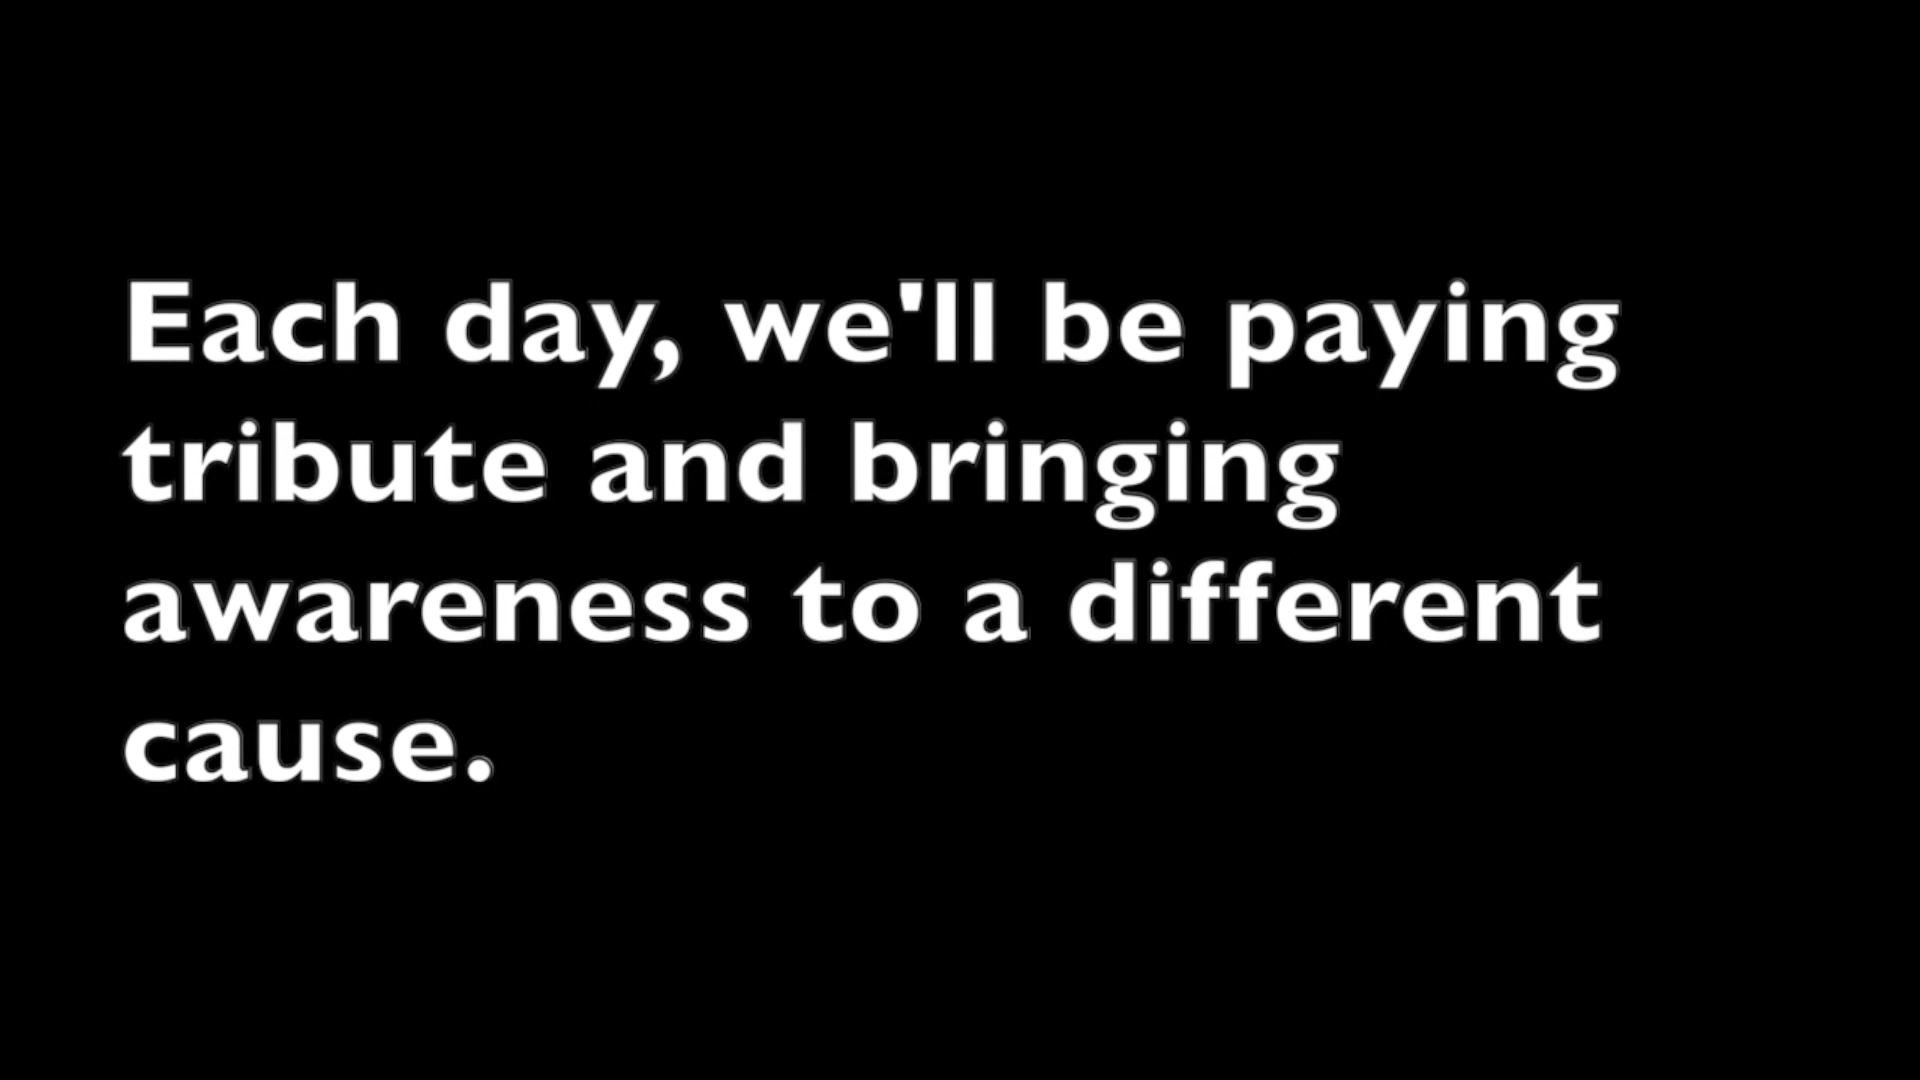 Each day, we'll be paying
tribute and bringing
awareness to a different
cause.